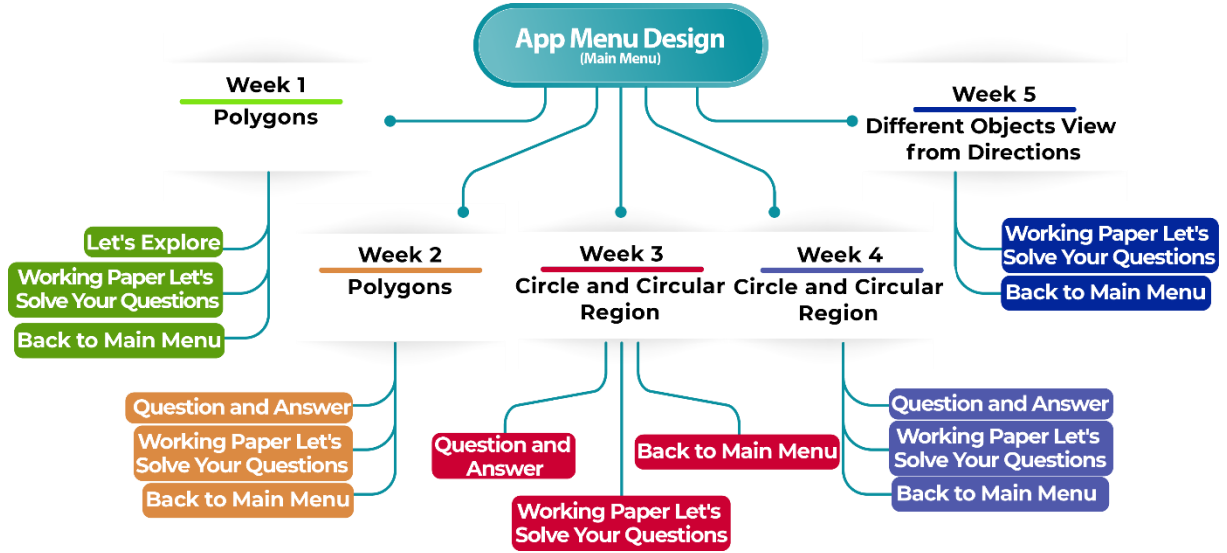 App Menu Design
(Main Menu)
Week 1
Polygons
Let's Explore
Working Paper Let's
Solve Your Questions
Back to Main Menu
Week 2
Polygons
Question and Answer
Working Paper Let's
Solve Your Questions
Back to Main Menu
Week 3
Circle and Circular
Region
Question and
Answer
Working Paper Let's
Solve Your Questions
Back to Main Menu
Week 4
Circle and Circular
Region
Question and Answer
Working Paper Let's
Solve Your Questions
Back to Main Menu
Week 5
Different Objects View
from Directions
Working Paper Let's
Solve Your Questions
Back to Main Menu